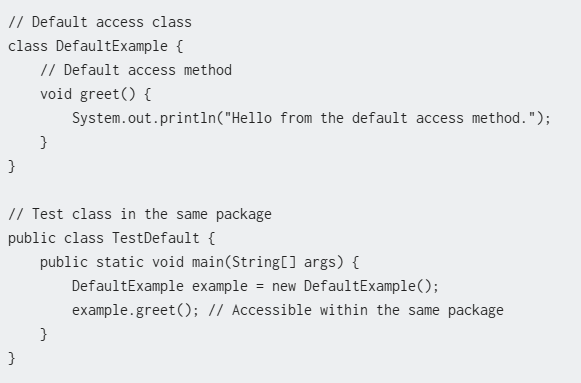 // Default access class
class DefaultExample {
    // Default access method
    void greet() {
        System.out.println("Hello from the default access method.");
    }
}

// Test class in the same package
public class TestDefault {
    public static void main(String[] args) {
        DefaultExample example = new DefaultExample();
        example.greet(); // Accessible within the same package
    }
}